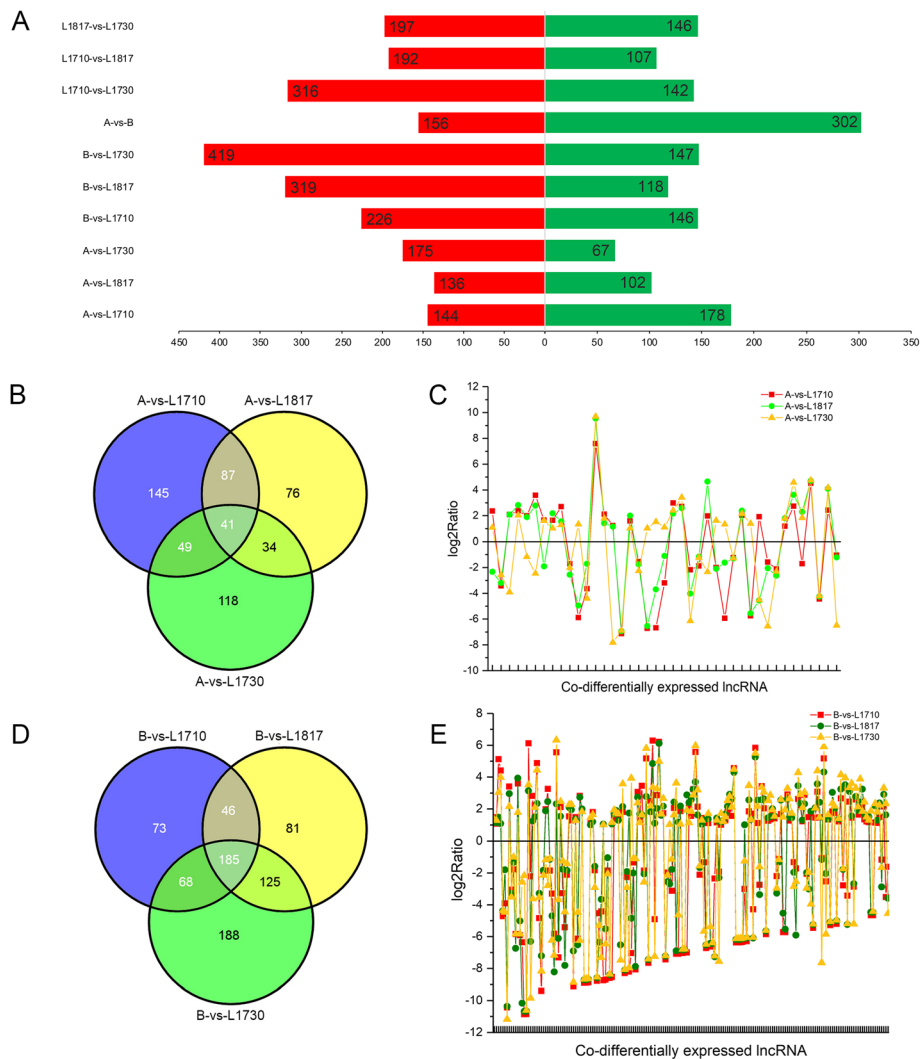 A
L1817-vs-L1730
197
146
L1710-vs-L1817
192
107
L1710-vs-L1730
316
142
A-vs-B
156
302
B-vs-L1730
419
147
B-vs-L1817
319
118
B-vs-L1710
226
146
A-vs-L1730
175
67
A-vs-L1817
136
102
A-vs-L1710
144
178
450 400 350 300 250 200 150 100 50 0 50 100 150 200 250 300 350
B
A-vs-L1710
A-vs-L1817
87
145
76
41
49
34
118
A-vs-L1730
C
12
10
8
6
4
2
0
-2
-4
-6
-8
-10
log2Ratio
A-vs-L1710
A-vs-L1817
A-vs-L1730
Co-differentially expressed lncRNA
D
B-vs-L1710
B-vs-L1817
46
73
81
185
68
125
188
B-vs-L1730
E
8
6
4
2
0
-2
-4
-6
-8
-10
-12
log2Ratio
B-vs-L1710
B-vs-L1817
B-vs-L1730
Co-differentially expressed lncRNA